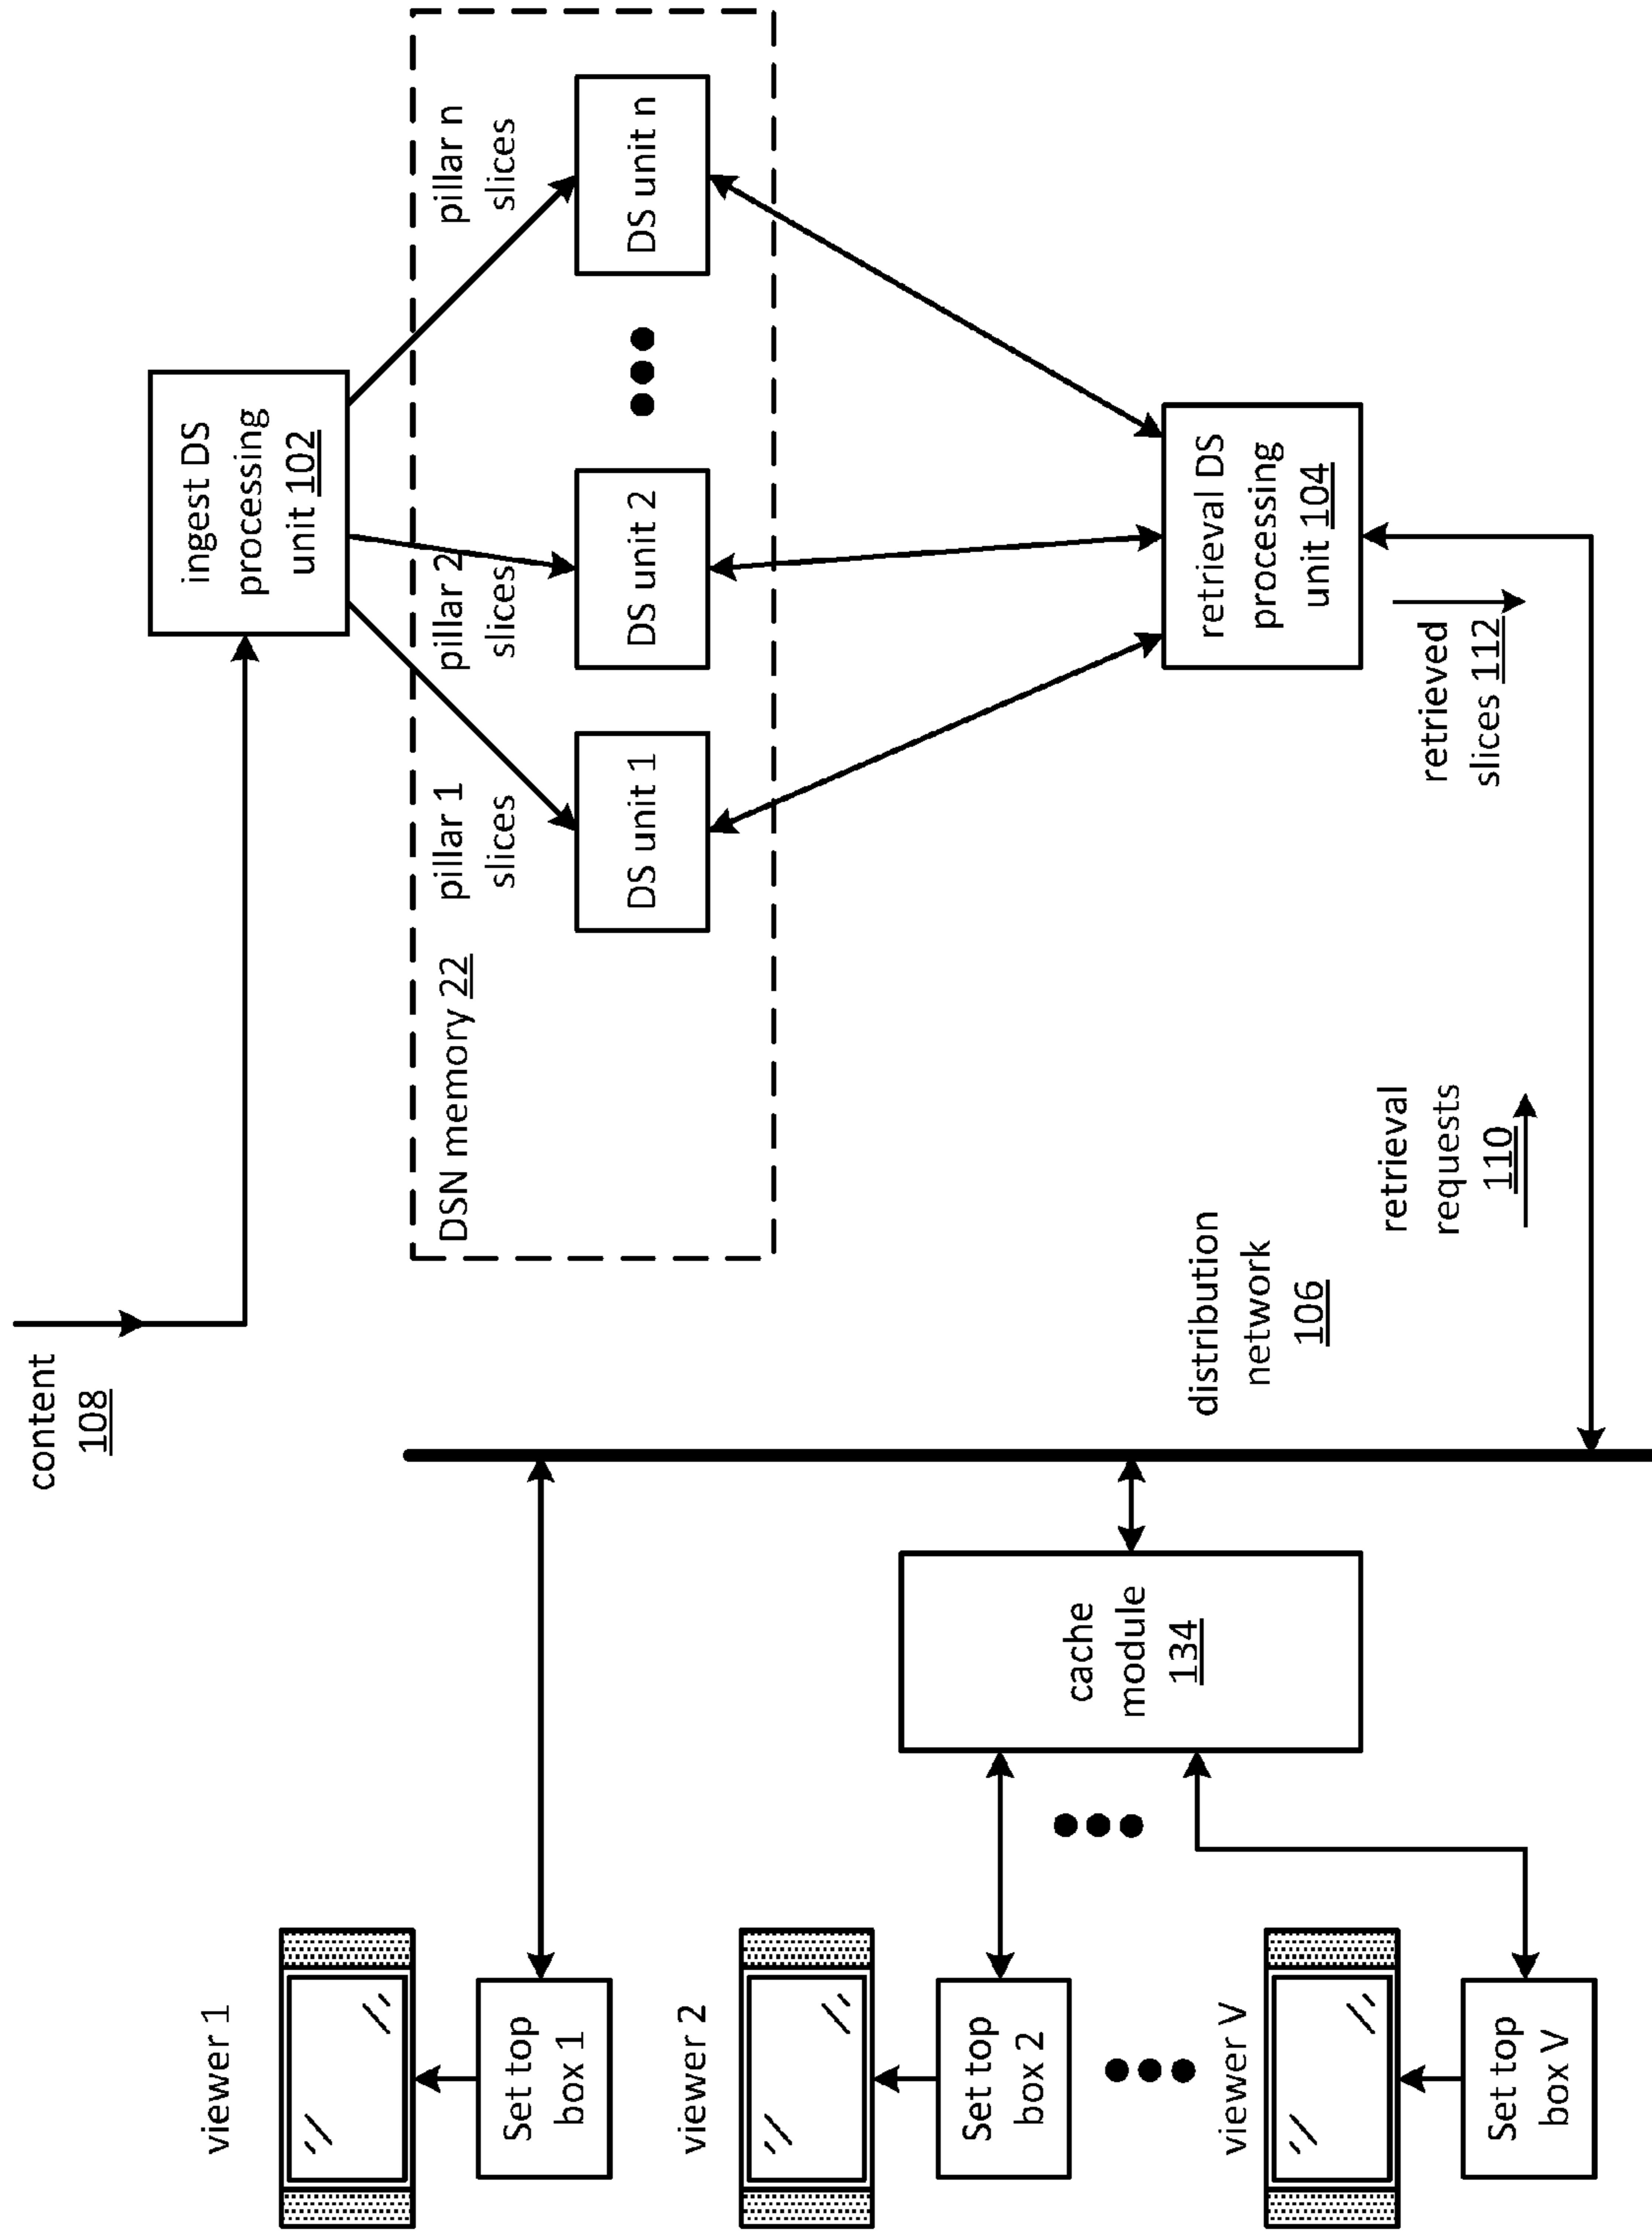 content
108
ingest DS
processing
unit 102
DSN memory 22
pillar 1
slices
pillar 2
slices
pillar n
slices
DS unit 1
DS unit 2
DS unit n
retrieval DS
processing
unit 104
retrieved
slices 112
retrieval
requests
110
distribution
network
106
cache
module
134
viewer 1
Set top
box 1
viewer 2
Set top
box 2
viewer V
Set top
box V